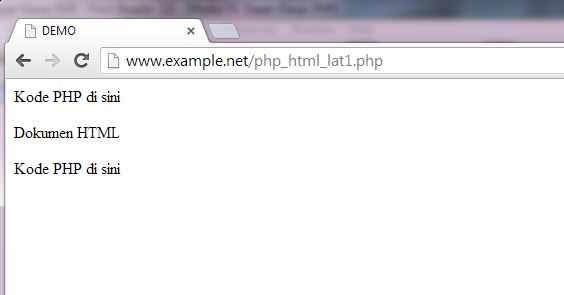 DEMO
www.example.net/php_html_lat1.php
Kode PHP di sini
Dokumen HTML
Kode PHP di sini